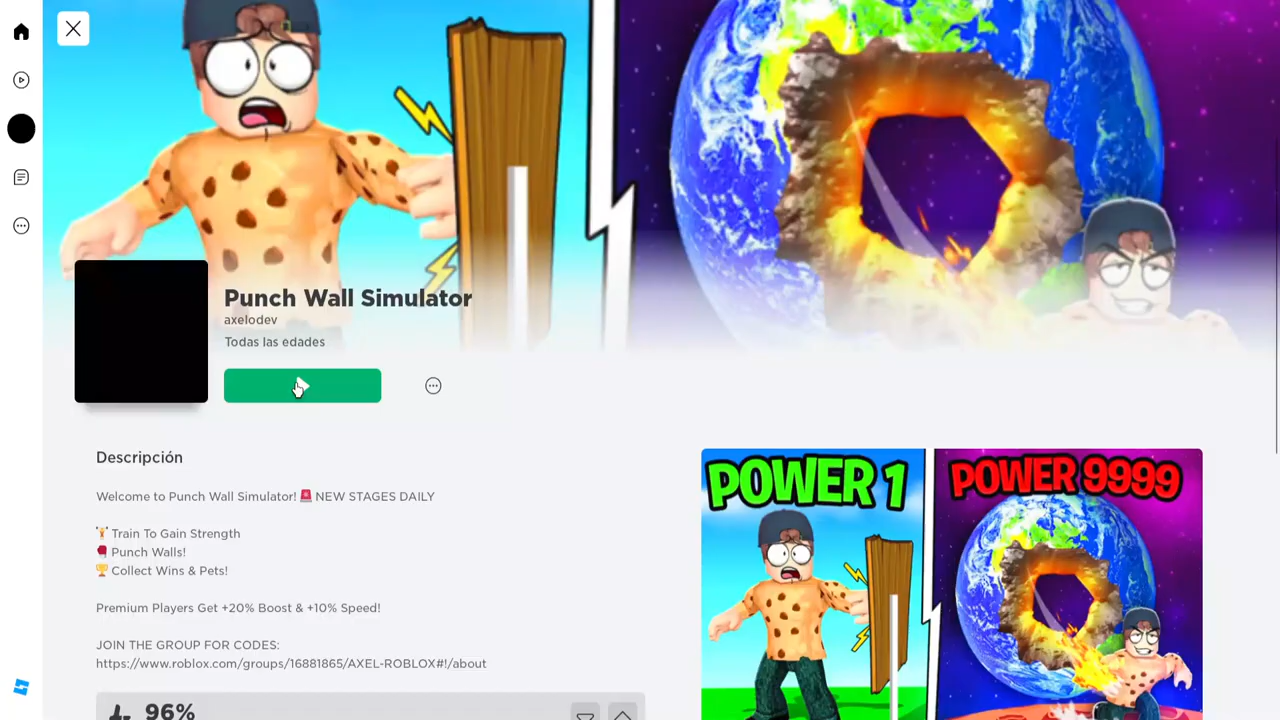 Punch Wall Simulator
axelodev
Todas las edades
Descripción
Welcome to Punch Wall Simulator! 🚨 NEW STAGES DAILY
🏋️ Train To Gain Strength
🥊 Punch Walls!
🏆 Collect Wins & Pets!
Premium Players Get +20% Boost & +10% Speed!
JOIN THE GROUP FOR CODES:
https://www.roblox.com/groups/16881865/AXEL-ROBLOX#!/about
96%
POWER 1
POWER 9999